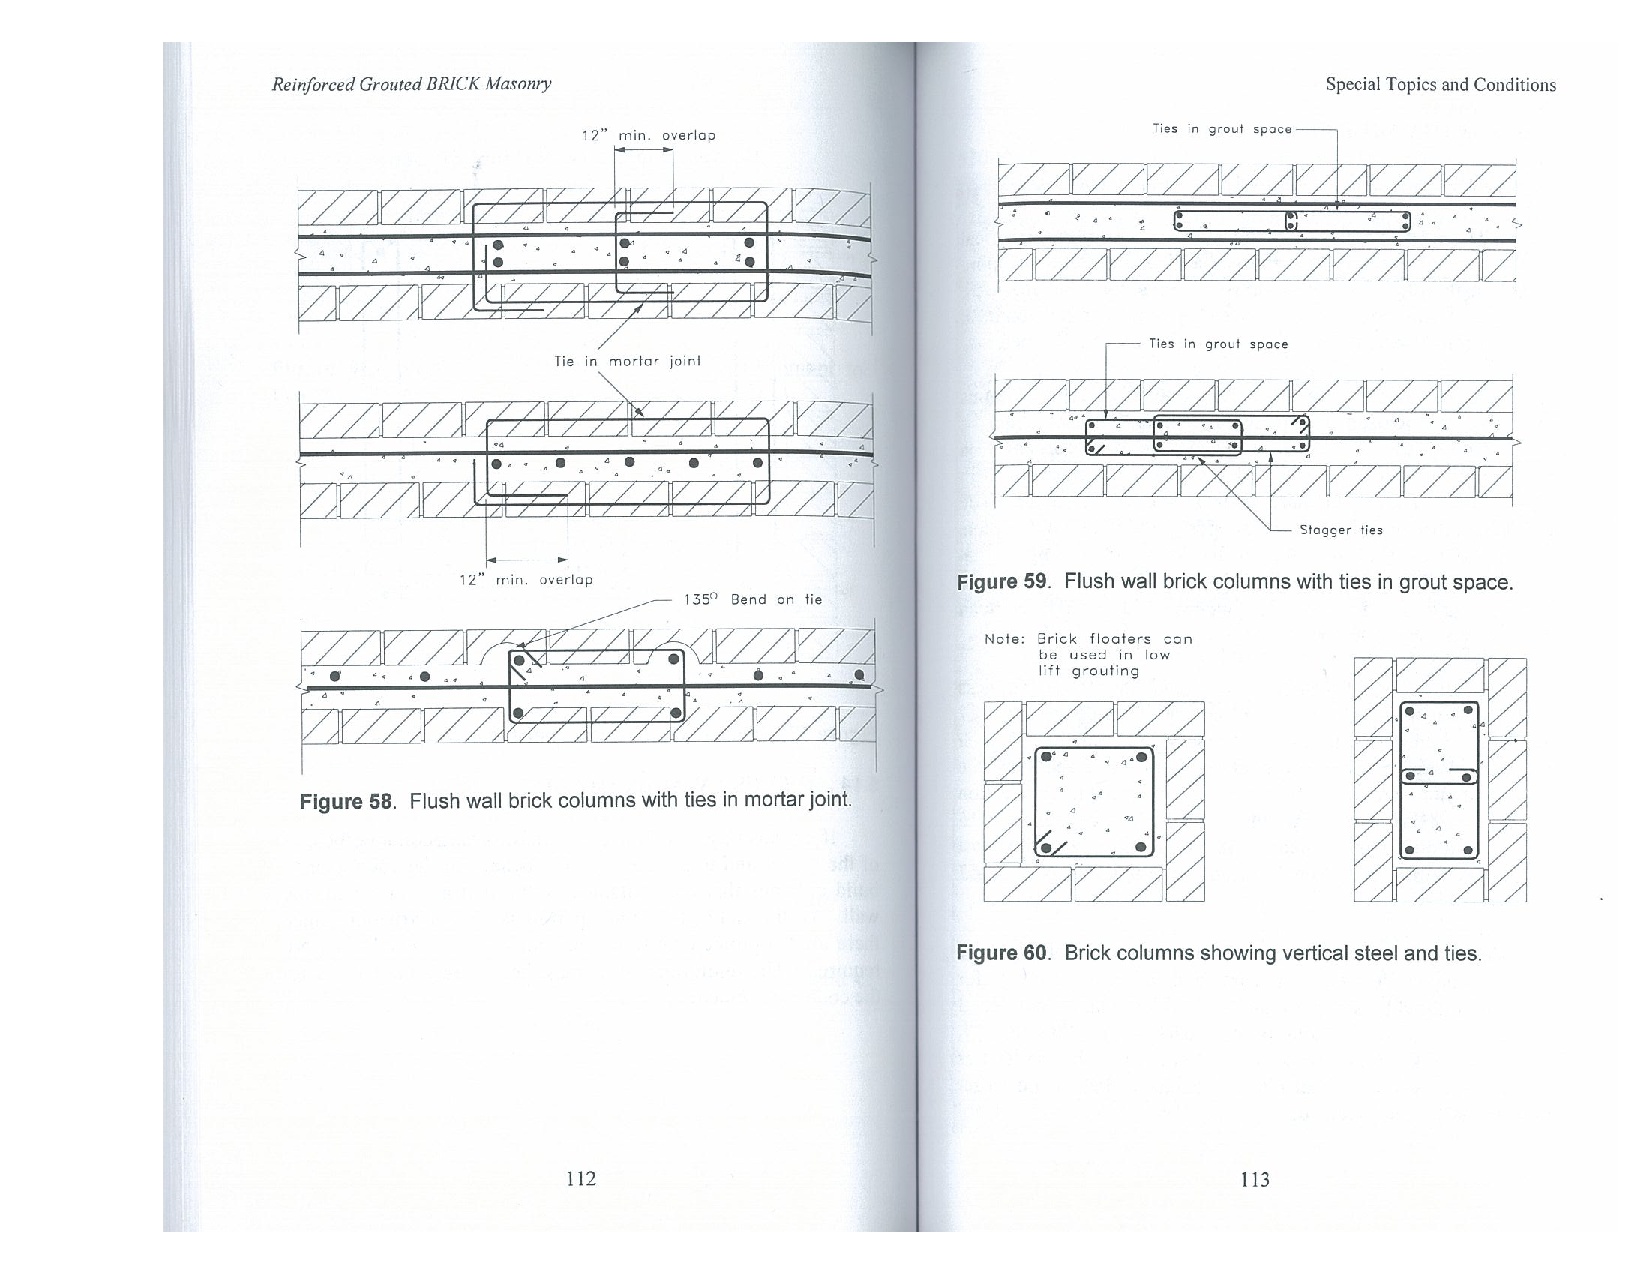 Reinforced Grouted BRICK Masonry
12" min. overlap
Tie in mortar joint
12" min. overlap
135° Bend on tie
Figure 58. Flush wall brick columns with ties in mortar joint.
112
Special Topics and Conditions
Ties in grout space
Ties in grout space
Stagger ties
Figure 59. Flush wall brick columns with ties in grout space.
Note: Brick floaters can
be used in low
lift grouting
Figure 60. Brick columns showing vertical steel and ties.
113